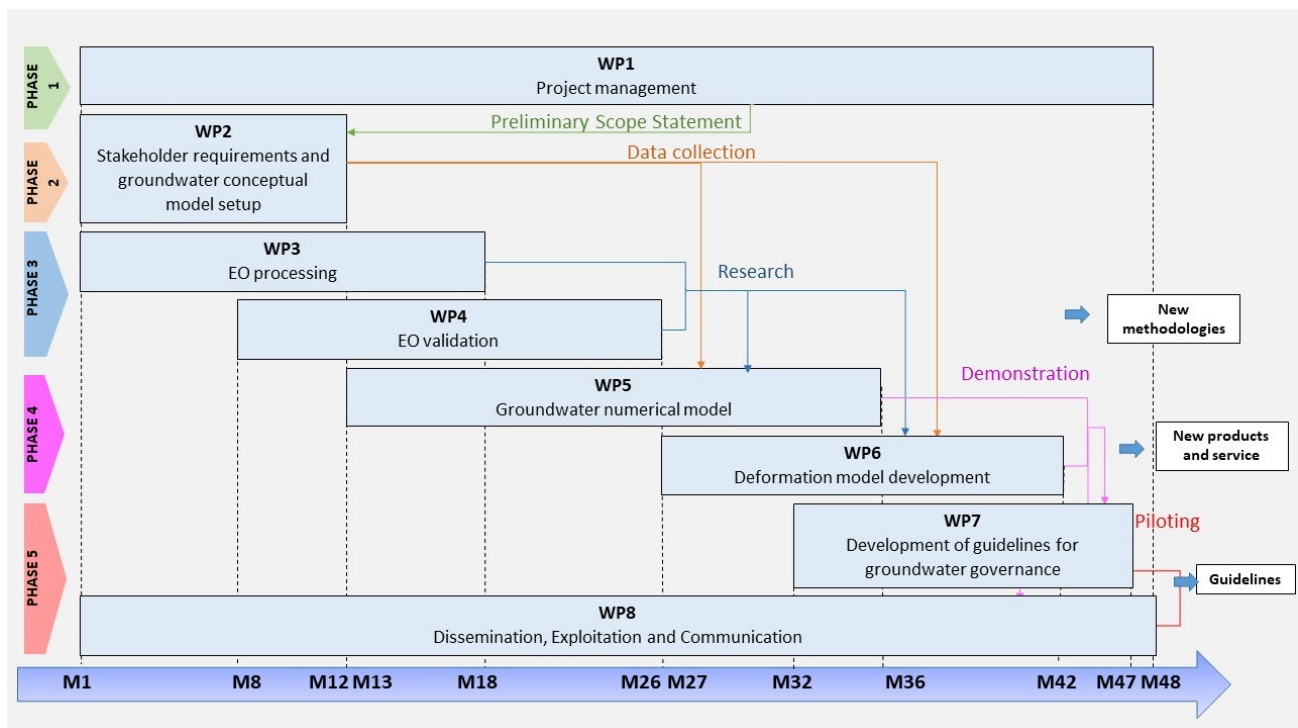 PHASE
1
WP1
Project management
Preliminary Scope Statement
PHASE
2
WP2
Stakeholder requirements and
groundwater conceptual
model setup
Data collection
PHASE 3
WP3
EO processing
Research
WP4
EO validation
New
methodologies
PHASE 4
WP5
Groundwater numerical model
Demonstration
WP6
Deformation model development
New products
and service
PHASE 5
WP7
Development of guidelines for
groundwater governance
Piloting
Guidelines
WP8
Dissemination, Exploitation and Communication
M1 M8 M12 M13 M18 M26 M27 M32 M36 M42 M47 M48